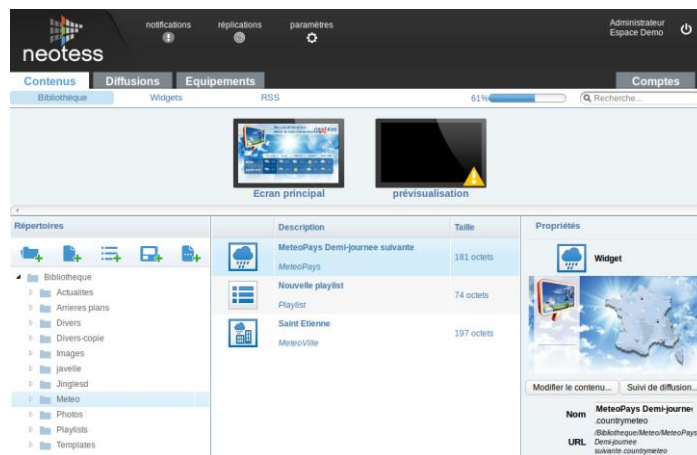 neotess
notifications
réplications
paramètres
Administrateur
Espace Demo
Contenus
Diffusions
Equipements
Comptes
Bibliothèque
Widgets
RSS
61%
Recherche...
Ecran principal
prévisualisation
Répertoires
Description
Taille
Propriétés
Bibliotheque
Actualites
Arrieres plans
Divers
Divers-copie
Images
javelle
Jinglesd
Meteo
Photos
Playlists
Templates
MeteoPays Demi-journee suivante
MeteoPays
181 octets
Nouvelle playlist
Playlist
74 octets
Saint Etienne
MeteoVille
197 octets
Widget
Modifier le contenu...
Suivi de diffusion...
Nom
MeteoPays Demi-journe
.countrymeteo
URL
/Bibliotheque/Meteo/MeteoPays
Demi-journee
suivante.countrymeteo